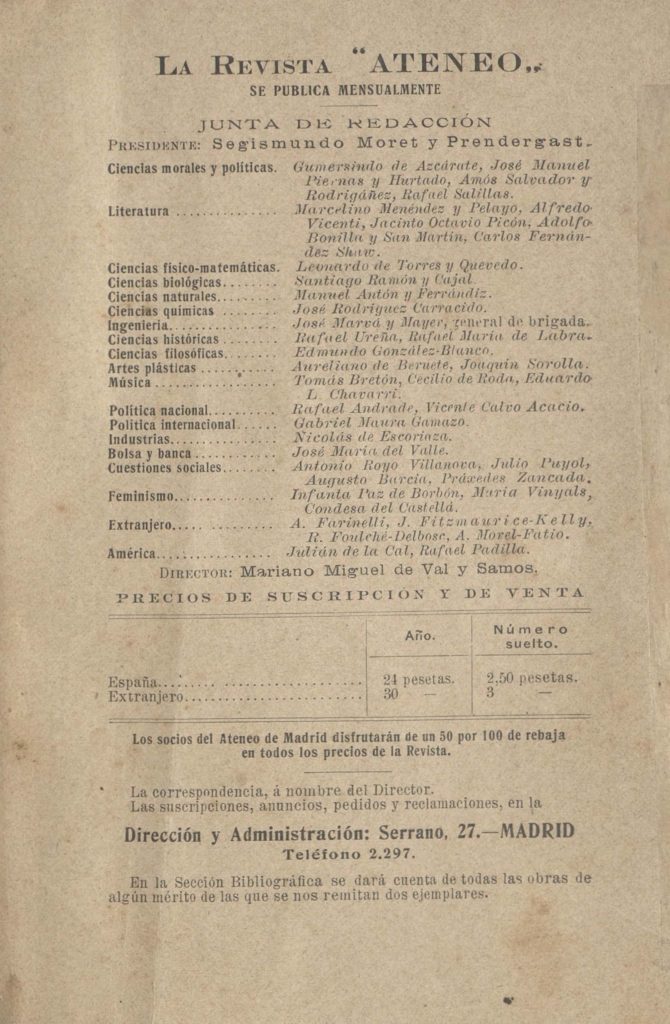 LA REVISTA “ATENEO„
SE PUBLICA MENSUALMENTE
JUNTA DE REDACCIÓN
PRESIDENTE: Segismundo Moret y Prendergast.
Ciencias morales y políticas. Gumersindo de Azcárate, José Manuel
Piernas y Hurtado, Amós Salvador y
Rodrigáñez, Rafael Salillas.
Literatura ............... Marcelino Menéndez y Pelayo, Alfredo
Vicenti, Jacinto Octavio Picón, Adolfo
Bonilla y San Martín, Carlos Fernán-
dez Shaw.
Ciencias físico-matemáticas. Leonardo de Torres y Quevedo.
Ciencias biológicas........ Santiago Ramón y Cajal.
Ciencias naturales......... Manuel Antón y Ferrándiz.
Ciencias químicas ........ José Rodríguez Carracido.
Ingeniería................ José Marvá y Mayer, general de brigada.
Ciencias históricas ........ Rafael Ureña, Rafael María de Labra.
Ciencias filosóficas........ Edmundo González-Blanco.
Artes plásticas ........... Aureliano de Beruete, Joaquín Sorolla.
Música .................. Tomás Bretón, Cecilio de Roda, Eduardo
L. Chavarri.
Política nacional.......... Rafael Andrade, Vicente Calvo Acacio.
Política internacional...... Gabriel Maura Gamazo.
Industrias................ Nicolás de Escoriaza.
Bolsa y banca ............ José María del Valle.
Cuestiones sociales........ Antonio Royo Villanova, Julio Puyol,
Augusto Barcia, Práxedes Zancada.
Feminismo............... Infanta Paz de Borbón, María Vinyals,
Condesa del Castellá.
Extranjero............... A. Farinelli, J. Fitzmaurice-Kelly,
R. Foulché-Delbosc, A. Morel-Fatio.
América................. Julián de la Cal, Rafael Padilla.
DIRECTOR: Mariano Miguel de Val y Samos.
PRECIOS DE SUSCRIPCIÓN Y DE VENTA
Año. Número
suelto.
España.............................. 24 pesetas. 2,50 pesetas.
Extranjero.......................... 30 — 3 —
Los socios del Ateneo de Madrid disfrutarán de un 50 por 100 de rebaja
en todos los precios de la Revista.
La correspondencia, á nombre del Director.
Las suscripciones, anuncios, pedidos y reclamaciones, en la
Dirección y Administración: Serrano, 27.—MADRID
Teléfono 2.297.
En la Sección Bibliográfica se dará cuenta de todas las obras de
algún mérito de las que se nos remitan dos ejemplares.